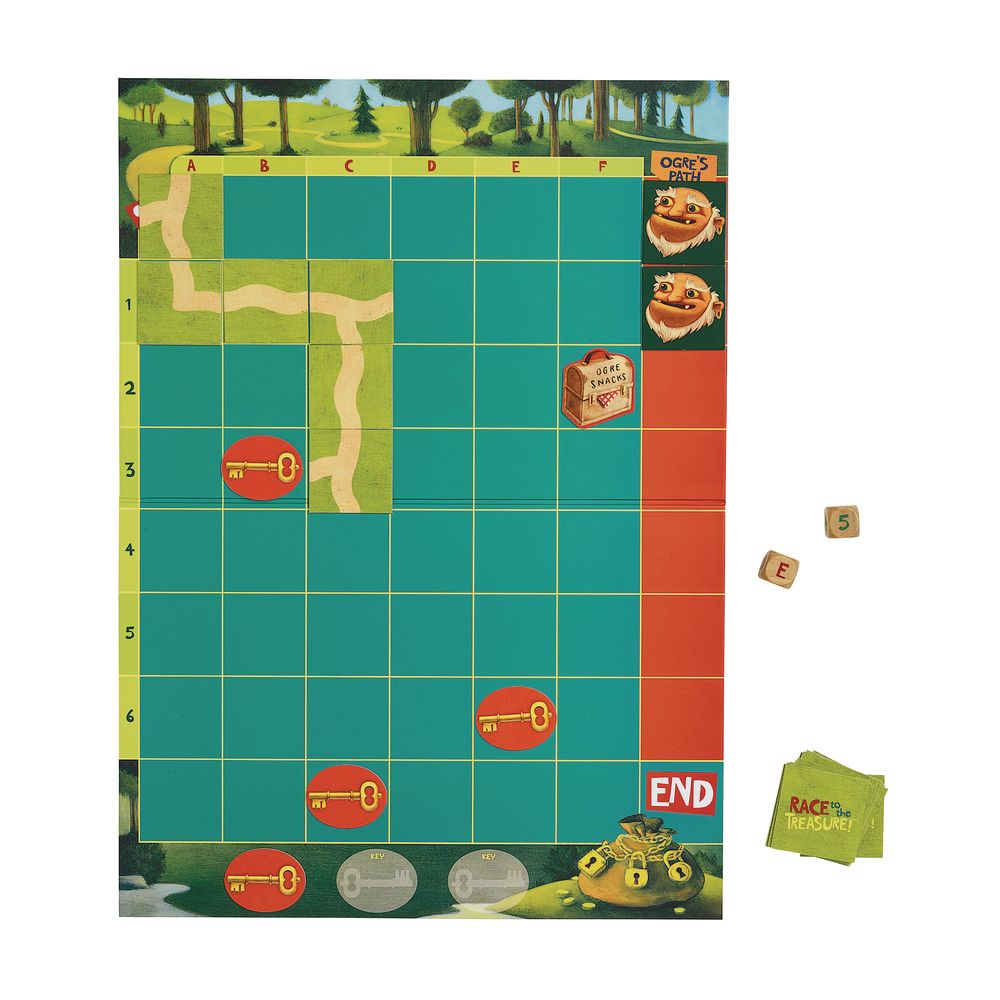 A B C D E F
OGRE'S
PATH
1
2
OGRE
SNACKS
3
4
5
6
5
E
END
RACE to the
TREASURE!
KEY
KEY